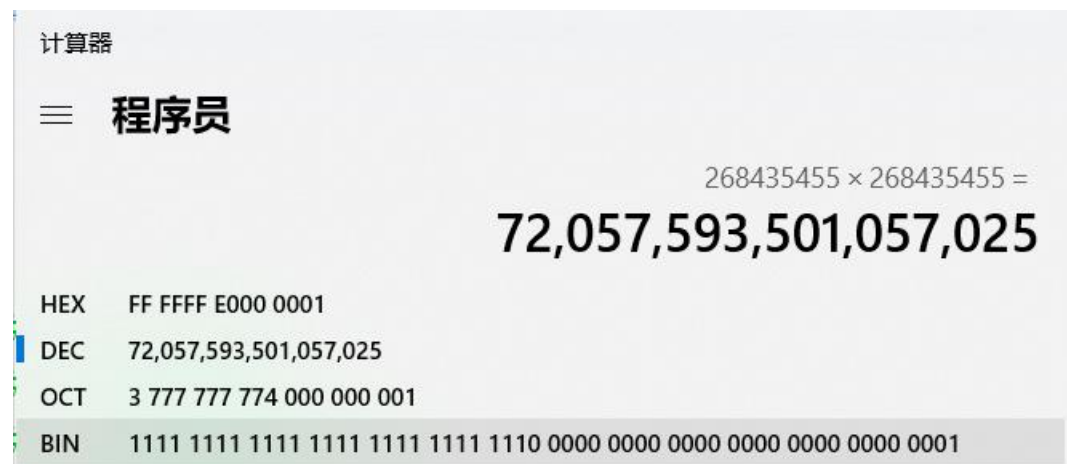 计算器
程序员
268435455 × 268435455 =
72,057,593,501,057,025
HEX FF FFFF E000 0001
DEC 72,057,593,501,057,025
OCT 3 777 777 774 000 000 001
BIN 1111 1111 1111 1111 1111 1111 1110 0000 0000 0000 0000 0000 0000 0001